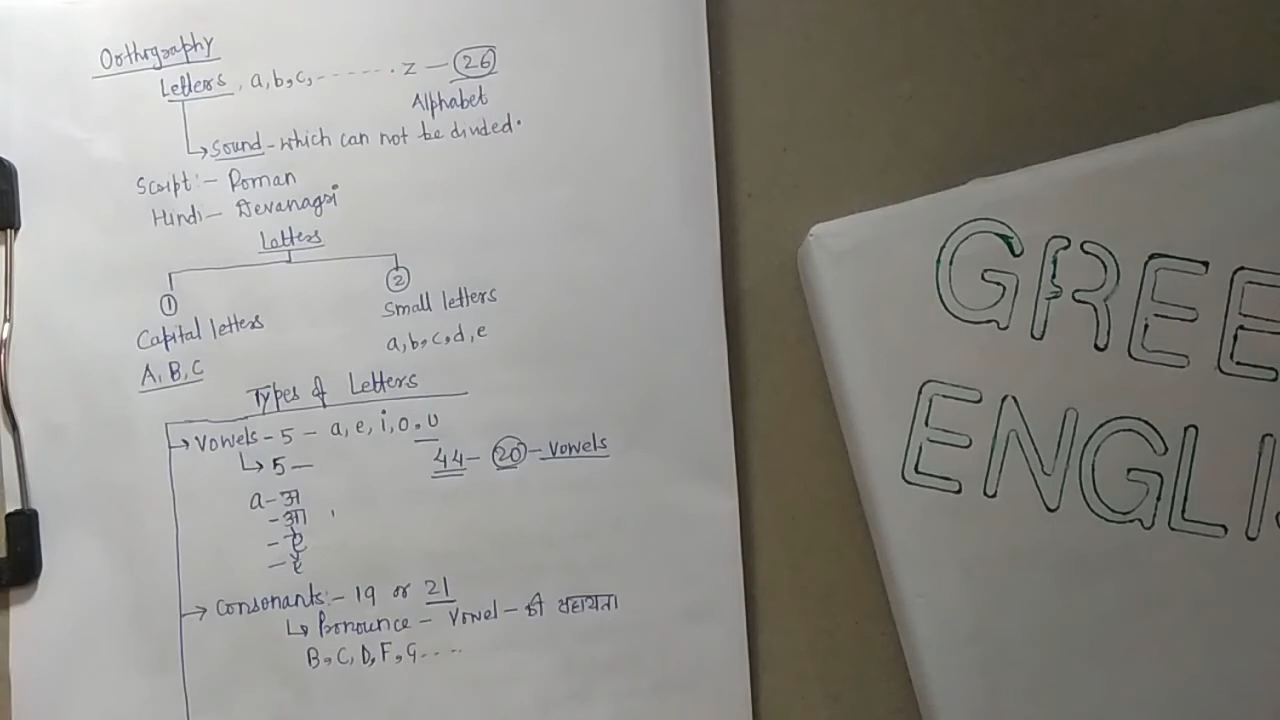 Orthography
Letters, a, b, c, ------. z — 26
Alphabet
Sound - which can not be divided.
Script :- Roman
Hindi - Devanagri
Letters
1 2
Capital letters Small letters
A, B, C a, b, c, d, e
Types of Letters
Vowels - 5 - a, e, i, o, u
5 — 44 - 20 - vowels
a - अ
- आ
- ऐ
- ए
Consonants :- 19 or 21
Pronounce - Vowel - की सहायता
B, C, D, F, G ----
GREE
ENGLI